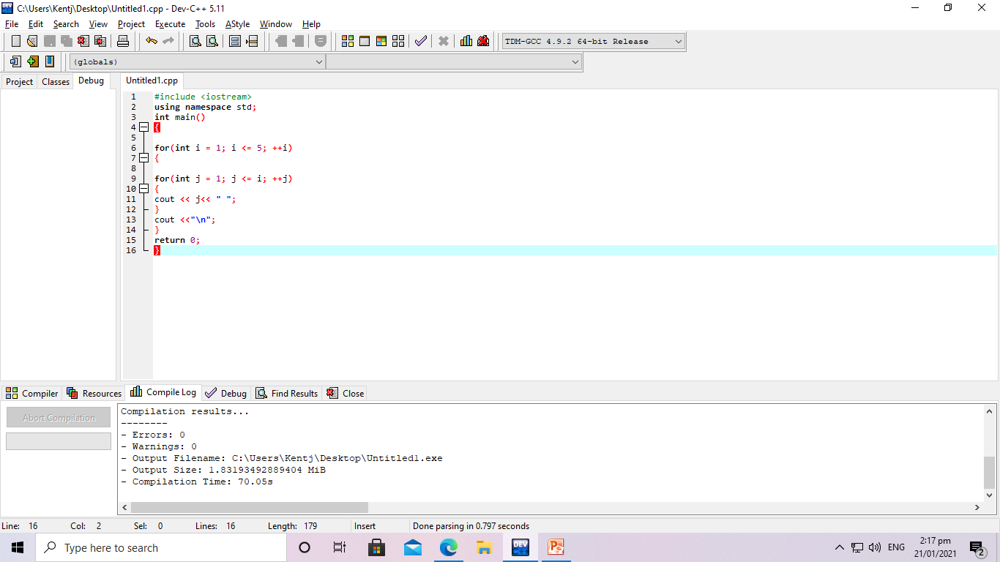 C:\Users\Kentj\Desktop\Untitled1.cpp - Dev-C++ 5.11
File Edit Search View Project Execute Tools AStyle Window Help
TDM-GCC 4.9.2 64-bit Release
(globals)
Project Classes Debug Untitled1.cpp
1 #include <iostream>
2 using namespace std;
3 int main()
4 {
5
6 for(int i = 1; i <= 5; ++i)
7 {
8
9 for(int j = 1; j <= i; ++j)
10 {
11 cout << j<< " ";
12 }
13 cout <<"\n";
14 }
15 return 0;
16 }
Compiler Resources Compile Log Debug Find Results Close
Abort Compilation
Compilation results...
--------
- Errors: 0
- Warnings: 0
- Output Filename: C:\Users\Kentj\Desktop\Untitled1.exe
- Output Size: 1.83193492889404 MiB
- Compilation Time: 70.05s
Line: 16 Col: 2 Sel: 0 Lines: 16 Length: 179 Insert Done parsing in 0.797 seconds
Type here to search
DEV
ENG
2:17 pm
21/01/2021
2